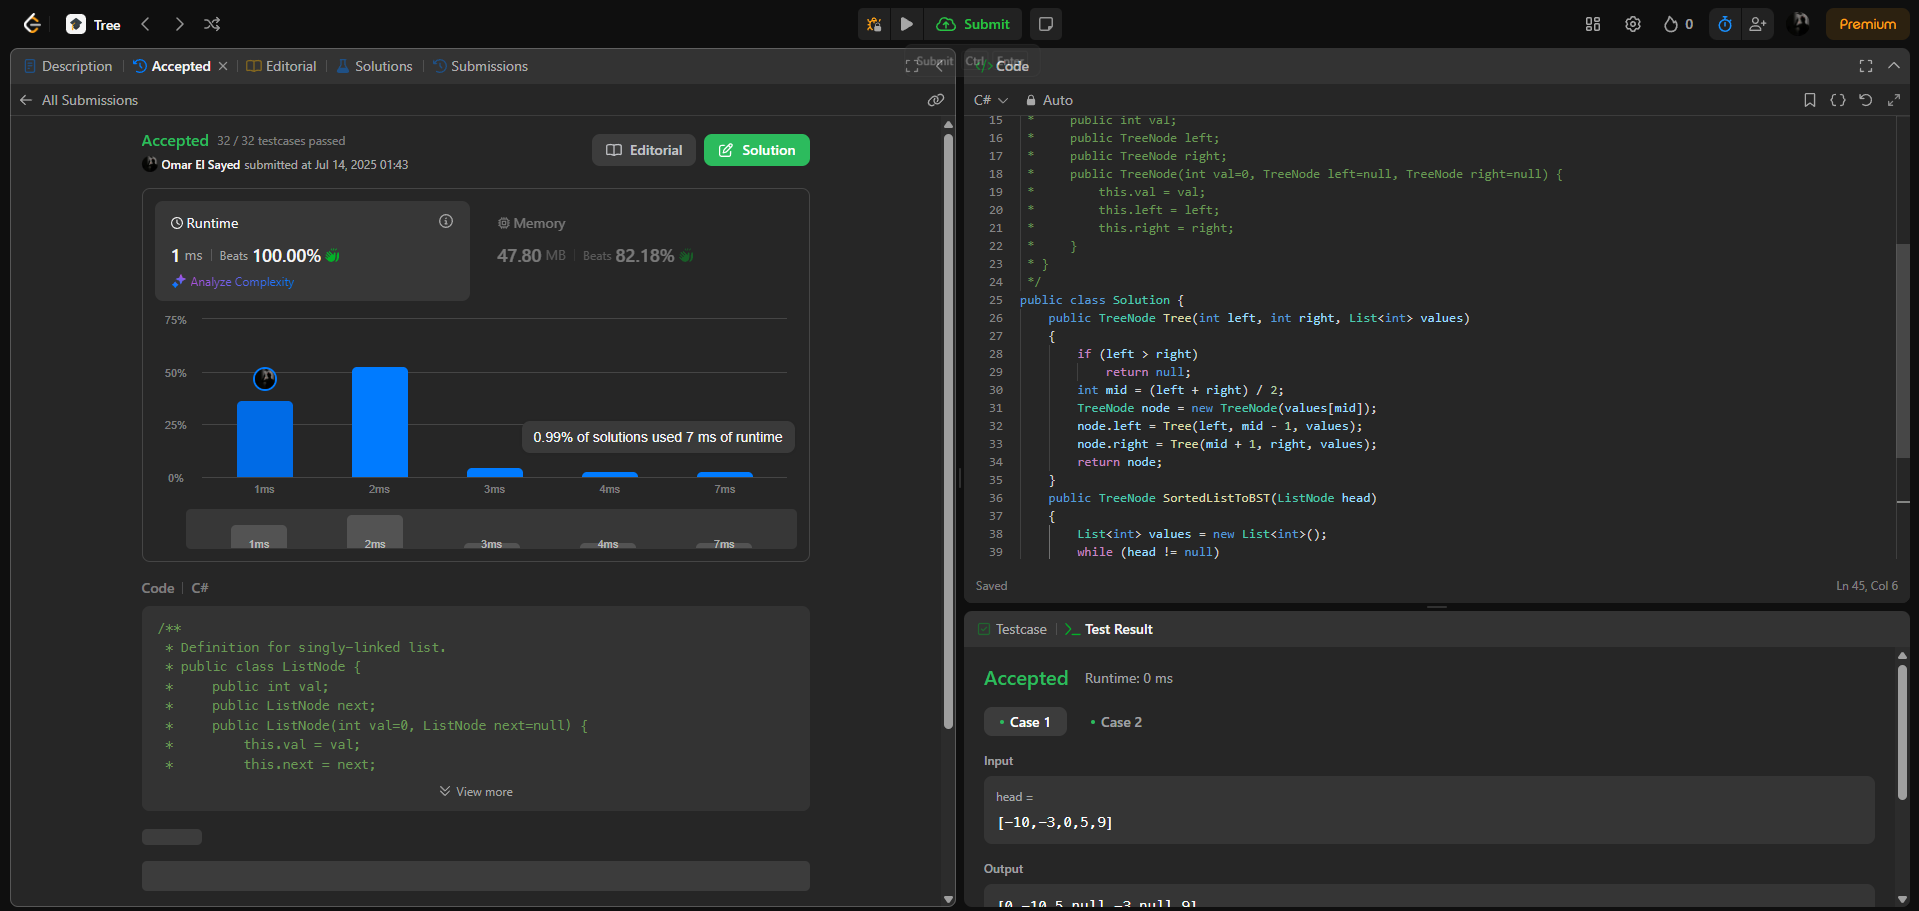 Tree
Submit
0
Premium
Description
Accepted
Editorial
Solutions
Submissions
Submit
Ctrl
Code
All Submissions
C#
Auto
Accepted 32 / 32 testcases passed
Omar El Sayed submitted at Jul 14, 2025 01:43
Editorial
Solution
Runtime
1 ms Beats 100.00%
Analyze Complexity
Memory
47.80 MB Beats 82.18%
75%
50%
25%
0%
0.99% of solutions used 7 ms of runtime
1ms
2ms
3ms
4ms
7ms
1ms
2ms
3ms
4ms
7ms
Code
C#
/**
* Definition for singly-linked list.
* public class ListNode {
*     public int val;
*     public ListNode next;
*     public ListNode(int val=0, ListNode next=null) {
*         this.val = val;
*         this.next = next;
View more
15 *     public int val;
16 *     public TreeNode left;
17 *     public TreeNode right;
18 *     public TreeNode(int val=0, TreeNode left=null, TreeNode right=null) {
19 *         this.val = val;
20 *         this.left = left;
21 *         this.right = right;
22 *     }
23 * }
24 */
25 public class Solution {
26     public TreeNode Tree(int left, int right, List<int> values)
27     {
28         if (left > right)
29             return null;
30         int mid = (left + right) / 2;
31         TreeNode node = new TreeNode(values[mid]);
32         node.left = Tree(left, mid - 1, values);
33         node.right = Tree(mid + 1, right, values);
34         return node;
35     }
36     public TreeNode SortedListToBST(ListNode head)
37     {
38         List<int> values = new List<int>();
39         while (head != null)
Saved
Ln 45, Col 6
Testcase
Test Result
Accepted Runtime: 0 ms
Case 1
Case 2
Input
head =
[-10,-3,0,5,9]
Output
[0,-10,5,null,-3,null,9]